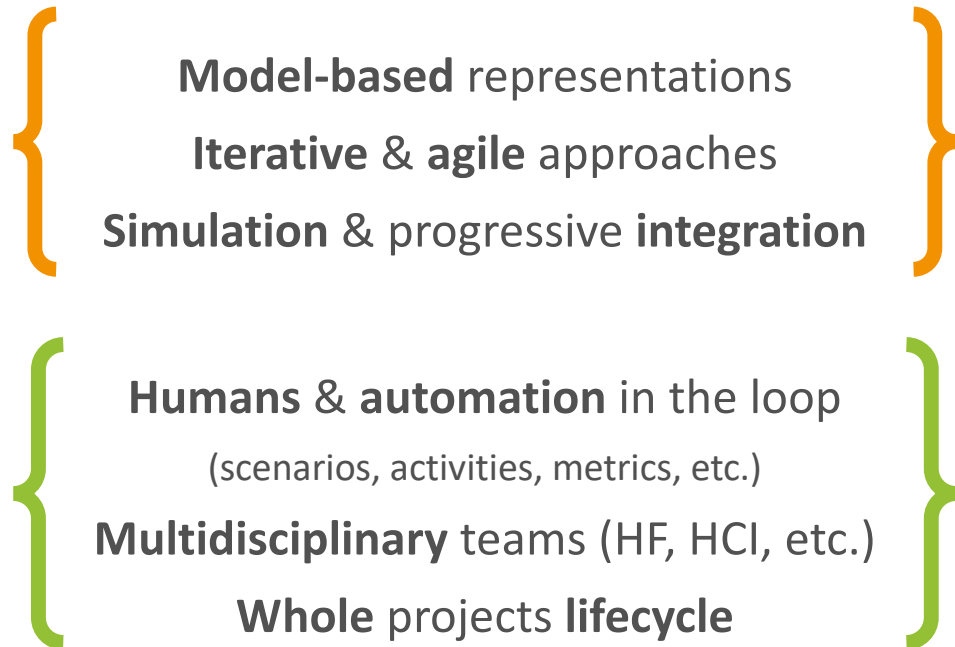 Model-based representations
Iterative & agile approaches
Simulation & progressive integration
Humans & automation in the loop
(scenarios, activities, metrics, etc.)
Multidisciplinary teams (HF, HCI, etc.)
Whole projects lifecycle